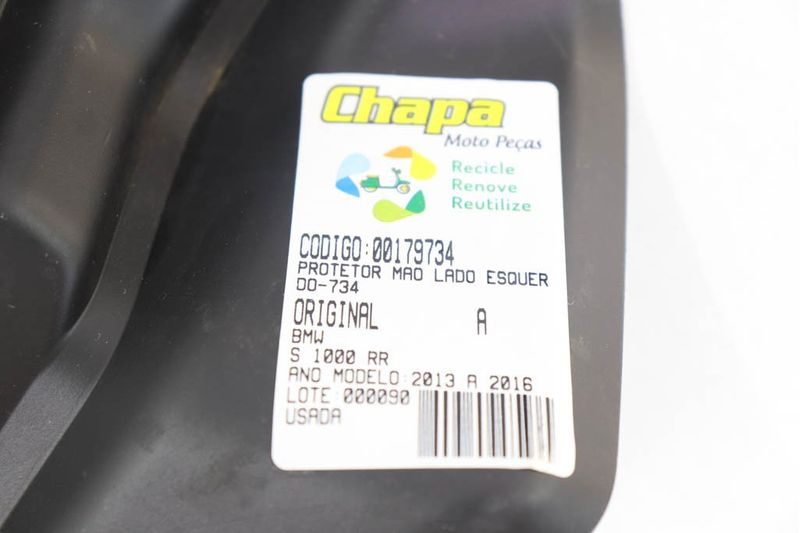 Chapa
Moto Peças
Recicle
Renove
Reutilize
CODIGO:00179734
PROTETOR MAO LADO ESQUER
DO-734
ORIGINAL A
BMW
S 1000 RR
ANO MODELO:2013 A 2016
LOTE:000090
USADA